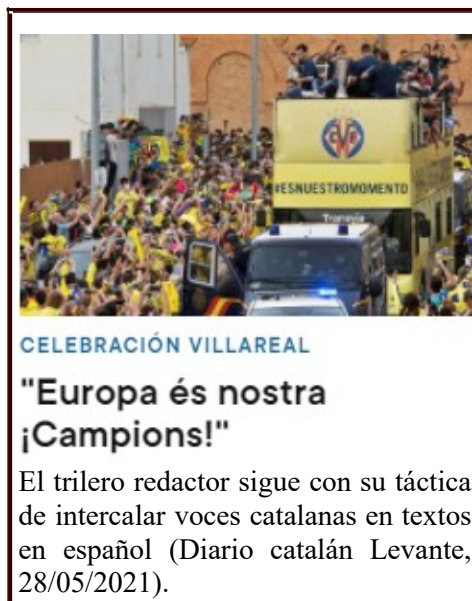 #ESNUESTROMOMENTO
Tranvia
CELEBRACIÓN VILLAREAL
"Europa és nostra
¡Campions!"
El trilero redactor sigue con su táctica
de intercalar voces catalanas en textos
en español (Diario catalán Levante,
28/05/2021).